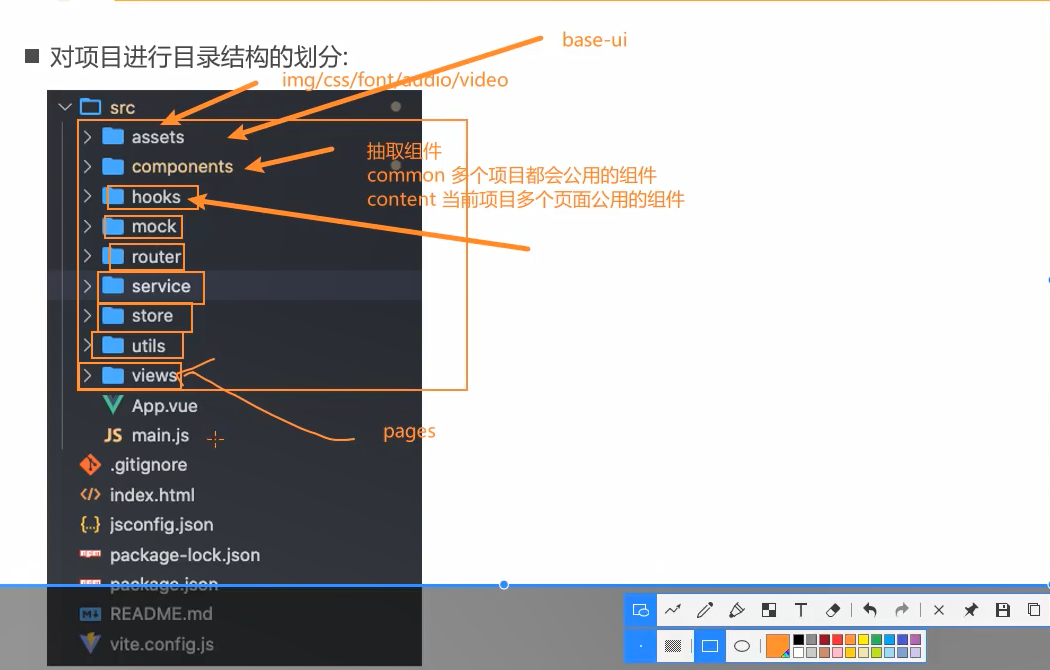 对项目进行目录结构的划分:
base-ui
img/css/font/audio/video
src
assets
components
抽取组件
common 多个项目都会公用的组件
content 当前项目多个页面公用的组件
hooks
mock
router
service
store
utils
views
App.vue
pages
JS main.js
.gitignore
index.html
jsconfig.json
package-lock.json
package.json
README.md
vite.config.js